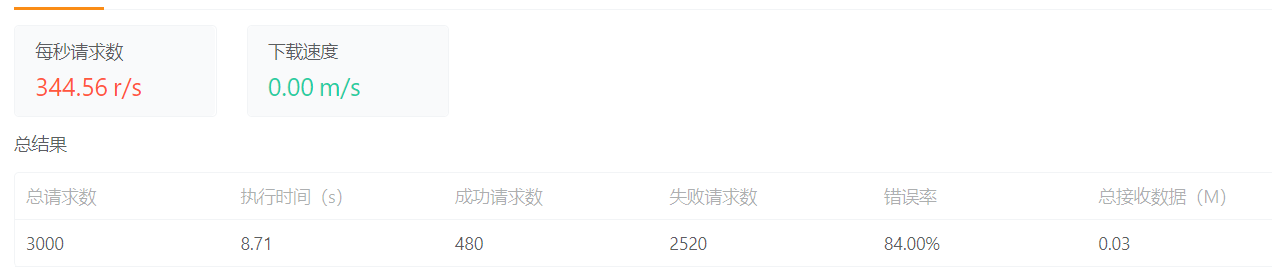 每秒请求数 下载速度
344.56 r/s 0.00 m/s
总结果
总请求数 执行时间（s） 成功请求数 失败请求数 错误率 总接收数据（M）
3000 8.71 480 2520 84.00% 0.03